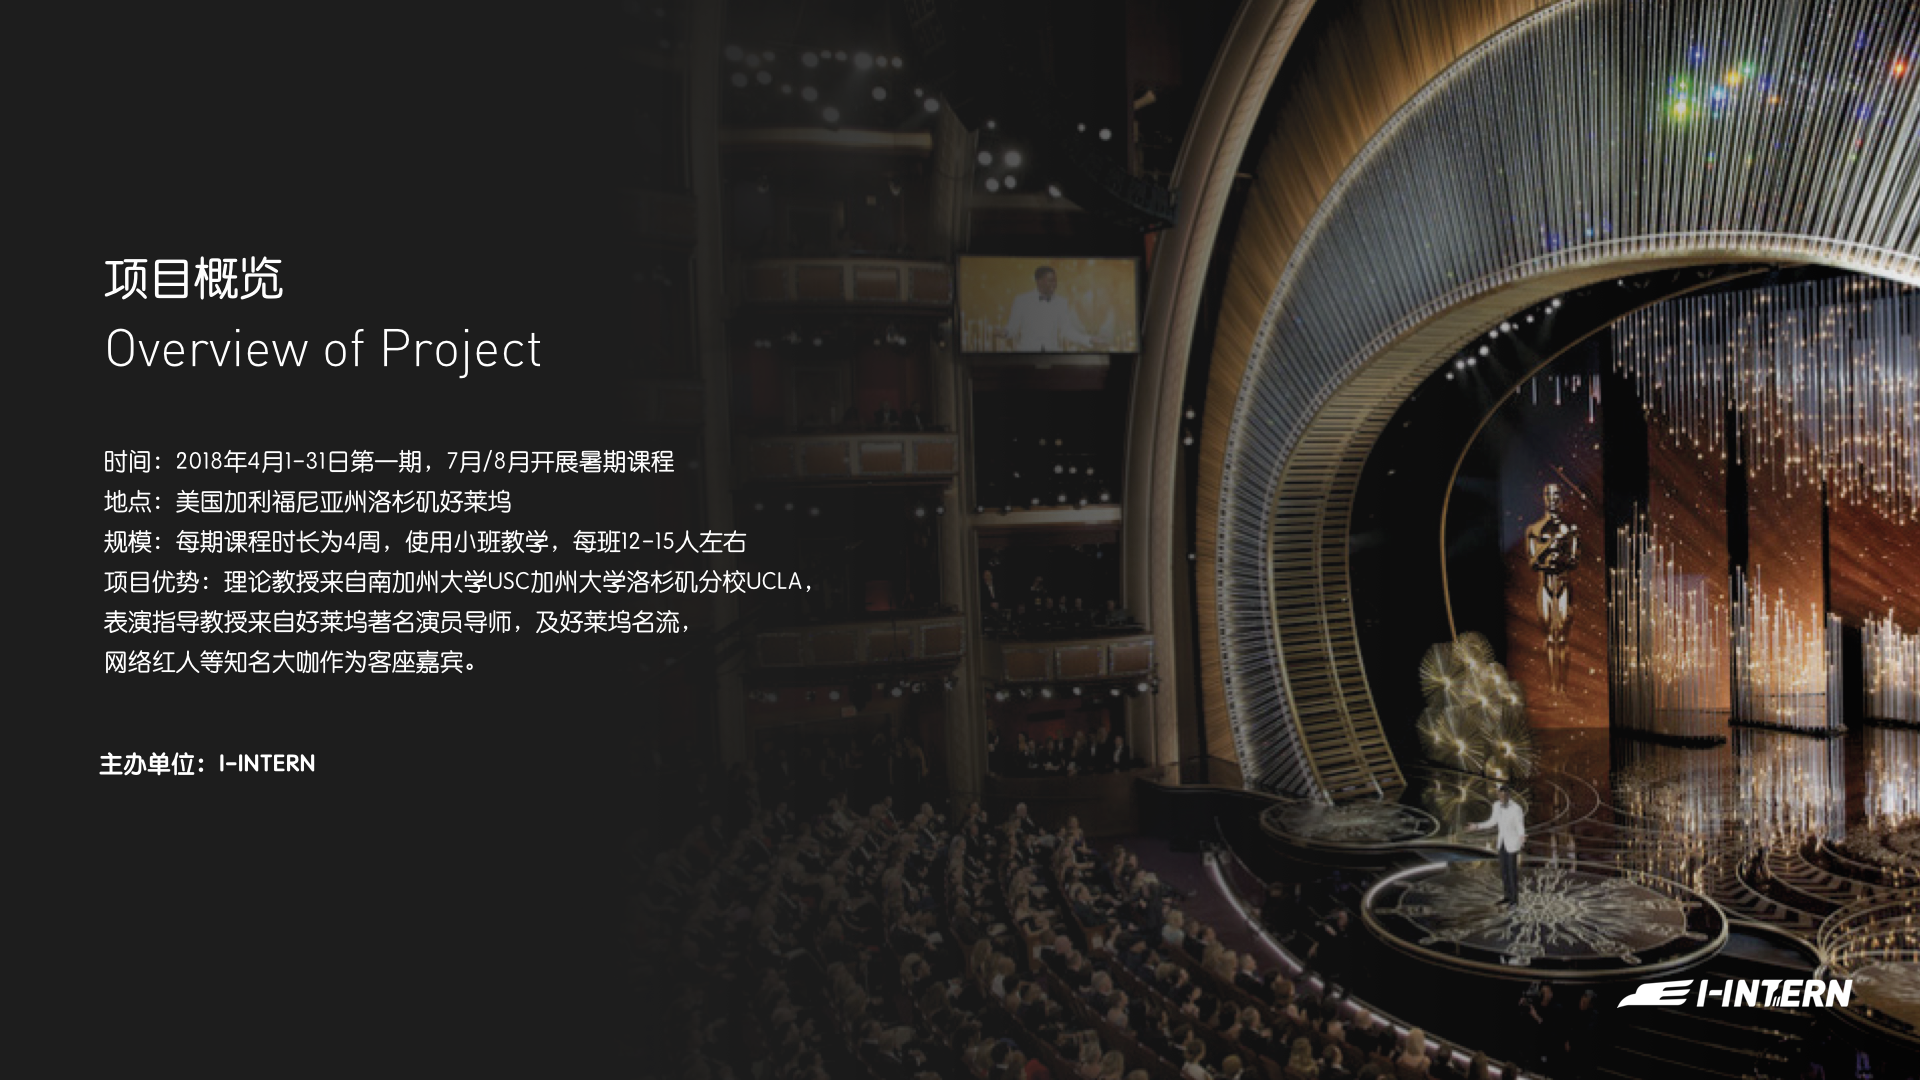 项目概览
Overview of Project
时间：2018年4月1-31日第一期，7月/8月开展暑期课程
地点：美国加利福尼亚州洛杉矶好莱坞
规模：每期课程时长为4周，使用小班教学，每班12-15人左右
项目优势：理论教授来自南加州大学USC加州大学洛杉矶分校UCLA，
表演指导教授来自好莱坞著名演员导师，及好莱坞名流，
网络红人等知名大咖作为客座嘉宾。
主办单位：I-INTERN
I-INTERN